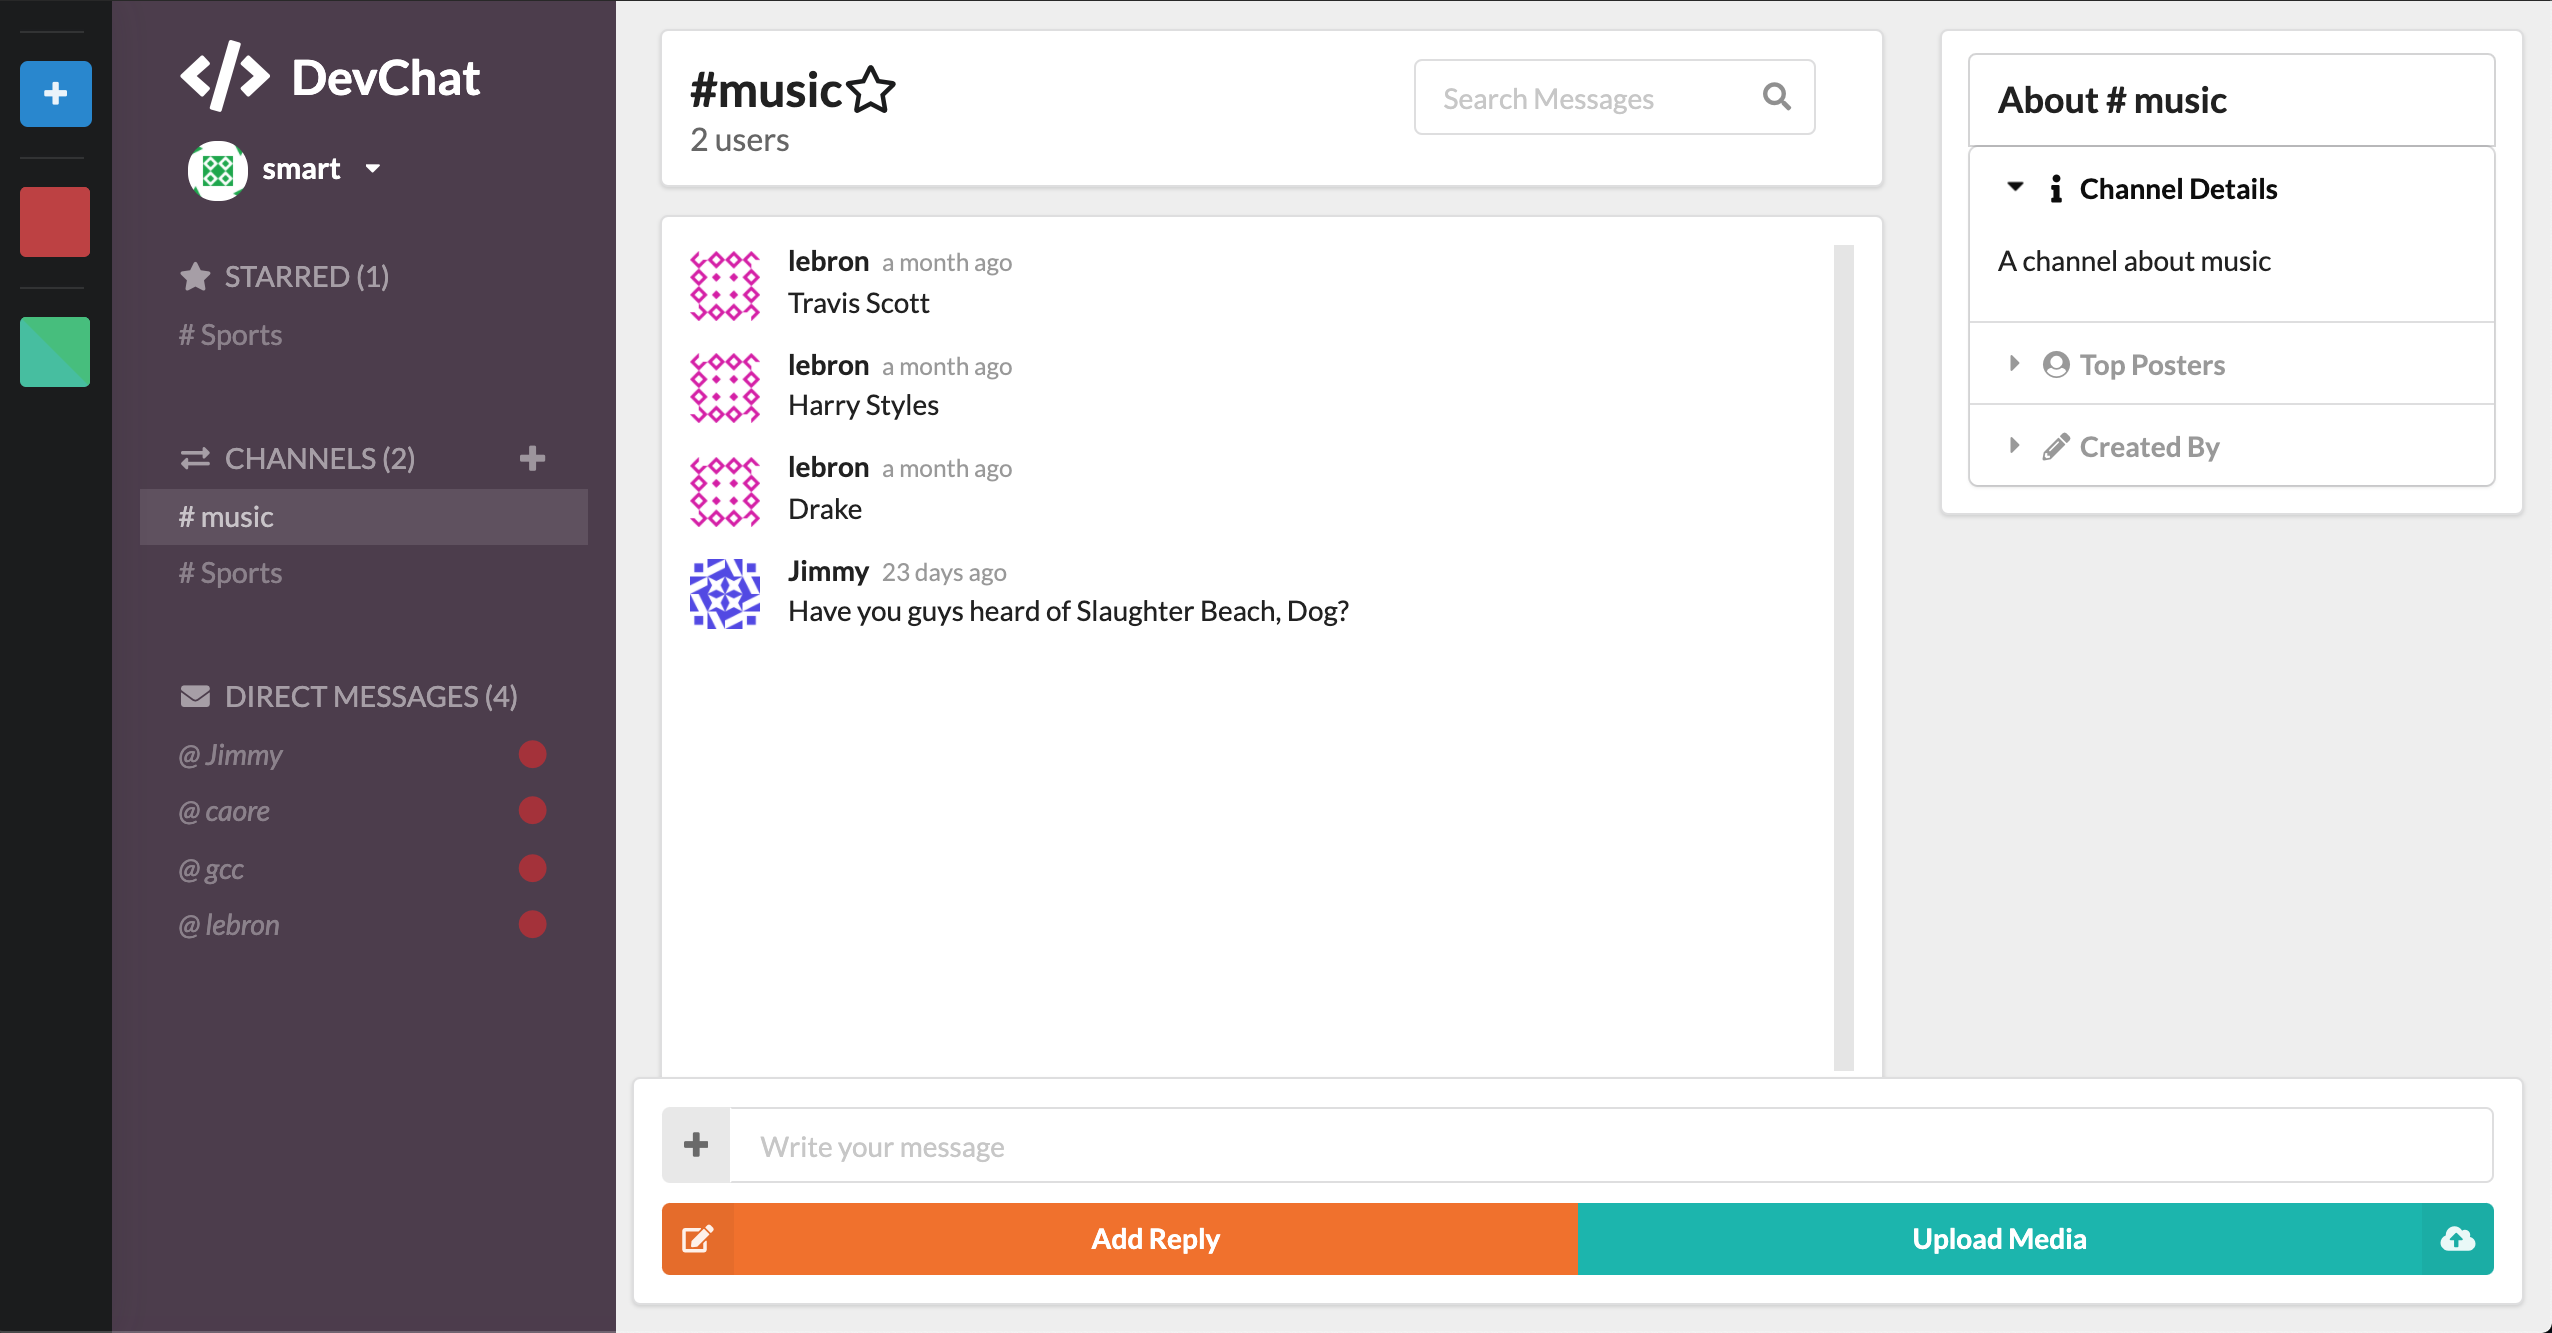 DevChat
smart
STARRED (1)
# Sports
CHANNELS (2)
# music
# Sports
DIRECT MESSAGES (4)
@ Jimmy
@ caore
@ gcc
@ lebron
#music
2 users
Search Messages
lebron a month ago
Travis Scott
lebron a month ago
Harry Styles
lebron a month ago
Drake
Jimmy 23 days ago
Have you guys heard of Slaughter Beach, Dog?
Write your message
Add Reply
Upload Media
About # music
Channel Details
A channel about music
Top Posters
Created By